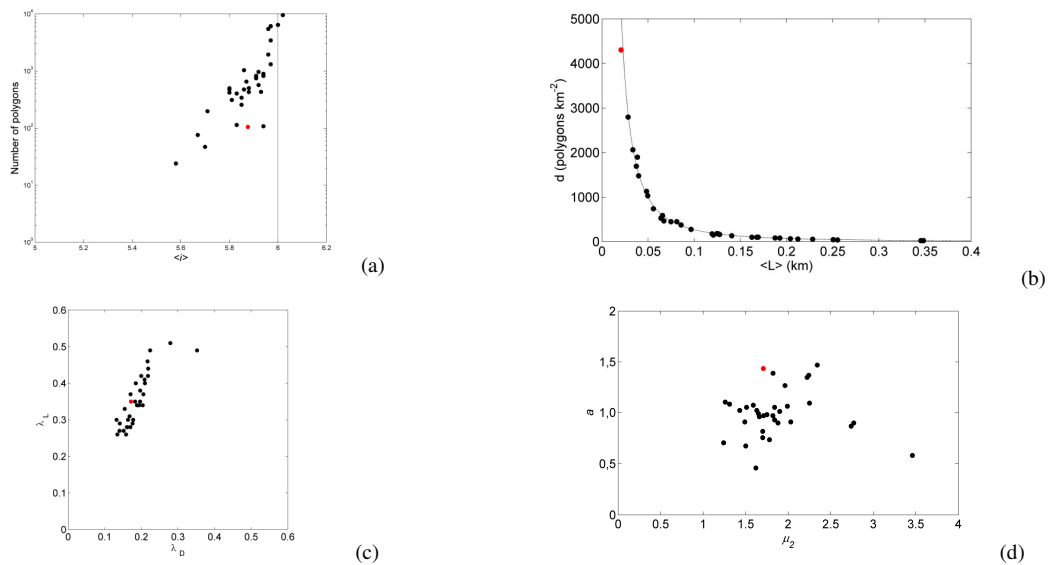 Number of polygons
10⁴
10³
10²
10¹
10⁰
5 5.2 5.4 5.6 5.8 6 6.2
<i>
(a)
d (polygons km⁻²)
5000
4000
3000
2000
1000
0
0 0.05 0.1 0.15 0.2 0.25 0.3 0.35 0.4
<L> (km)
(b)
λ L
0.6
0.5
0.4
0.3
0.2
0.1
0
0 0.1 0.2 0.3 0.4 0.5 0.6
λ D
(c)
a
2
1,5
1,0
0,5
0
0 0.5 1 1.5 2 2.5 3 3.5 4
μ₂
(d)